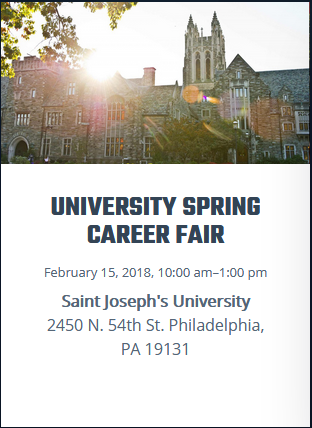 UNIVERSITY SPRING
CAREER FAIR
February 15, 2018, 10:00 am–1:00 pm
Saint Joseph's University
2450 N. 54th St. Philadelphia,
PA 19131